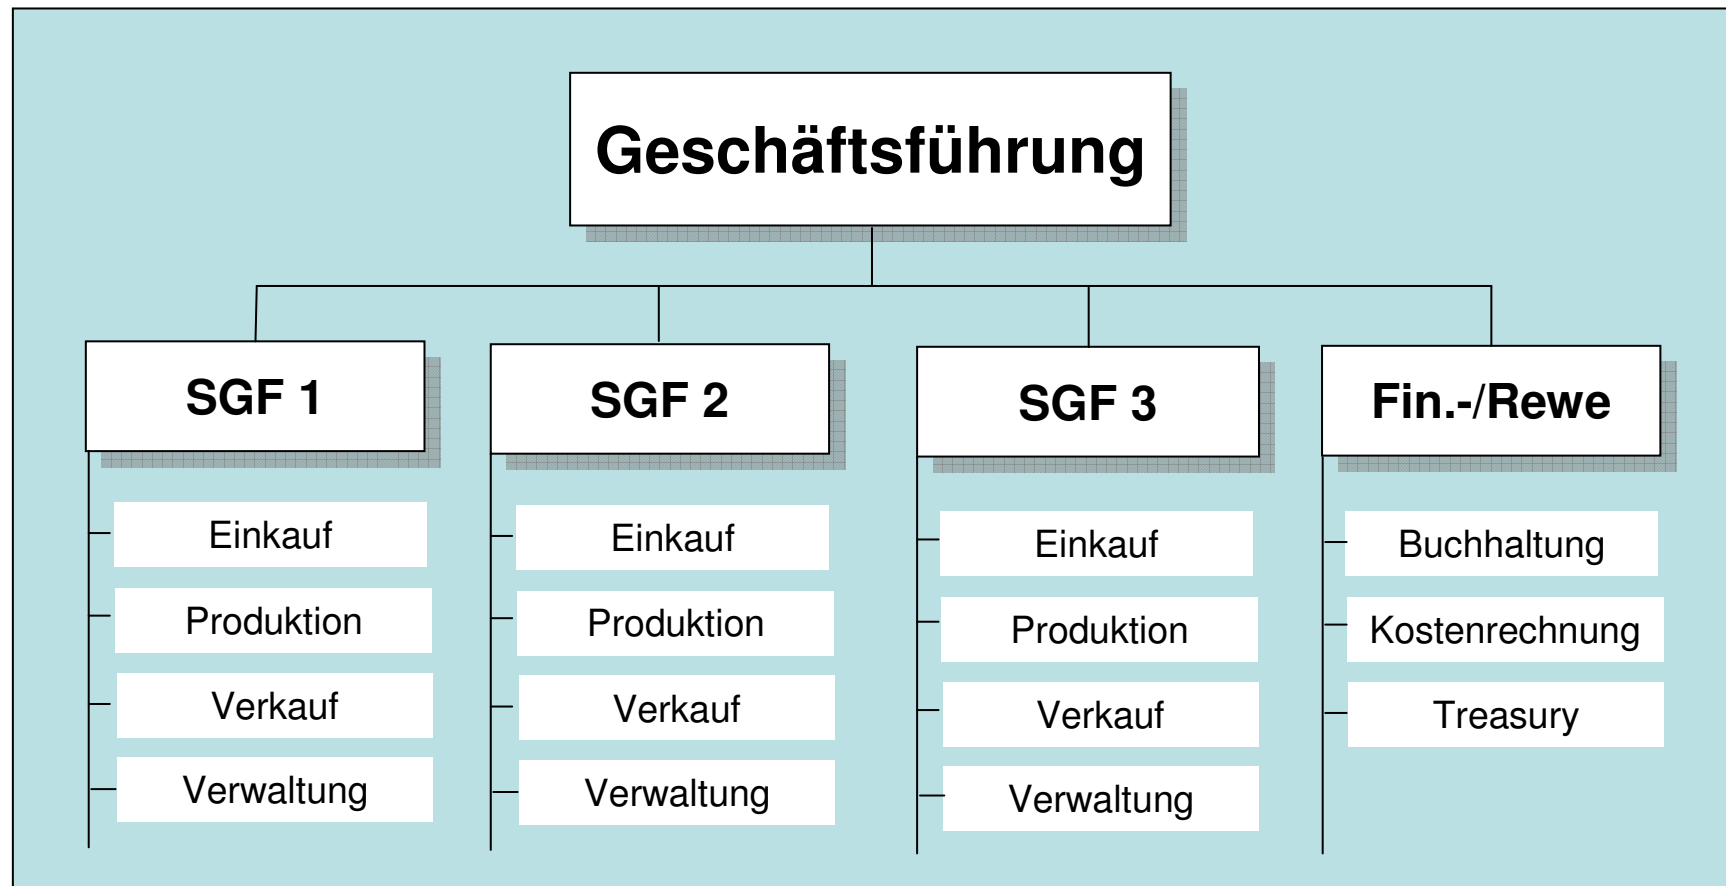 Geschäftsführung
SGF 1
SGF 2
SGF 3
Fin.-/Rewe
Einkauf
Produktion
Verkauf
Verwaltung
Einkauf
Produktion
Verkauf
Verwaltung
Einkauf
Produktion
Verkauf
Verwaltung
Buchhaltung
Kostenrechnung
Treasury